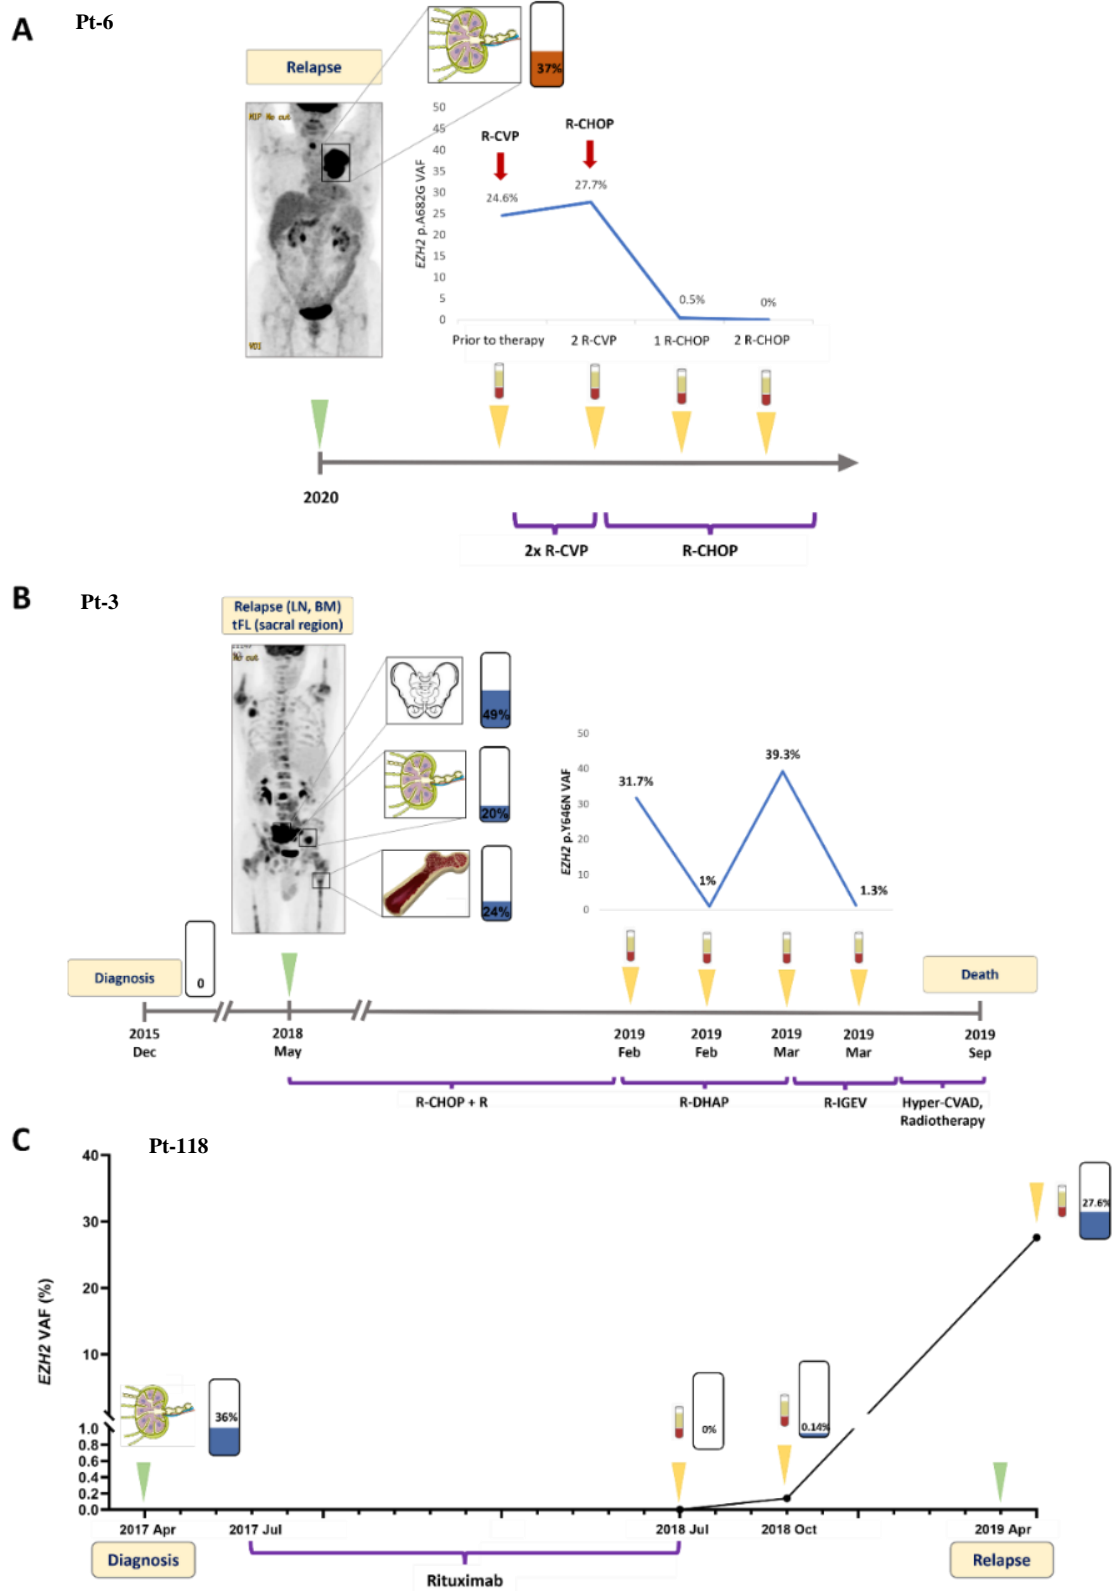 A
Pt-6
Relapse
37%
MIP No cut
VOI
EZH2 p.A682G VAF
50
45
40
35
30
25
20
15
10
5
0
R-CVP
R-CHOP
24.6%
27.7%
0.5%
0%
Prior to therapy
2 R-CVP
1 R-CHOP
2 R-CHOP
2020
2x R-CVP
R-CHOP
B
Pt-3
Relapse (LN, BM)
tFL (sacral region)
No cut
49%
20%
24%
EZH2 p.Y646N VAF
50
40
30
20
10
0
31.7%
1%
39.3%
1.3%
Diagnosis
0
Death
2015
Dec
2018
May
2019
Feb
2019
Feb
2019
Mar
2019
Mar
2019
Sep
R-CHOP + R
R-DHAP
R-IGEV
Hyper-CVAD,
Radiotherapy
C
Pt-118
EZH2 VAF (%)
40
30
20
10
1.0
0.8
0.6
0.4
0.2
0.0
36%
0%
0.14%
27.6%
2017 Apr
2017 Jul
2018 Jul
2018 Oct
2019 Apr
Diagnosis
Rituximab
Relapse